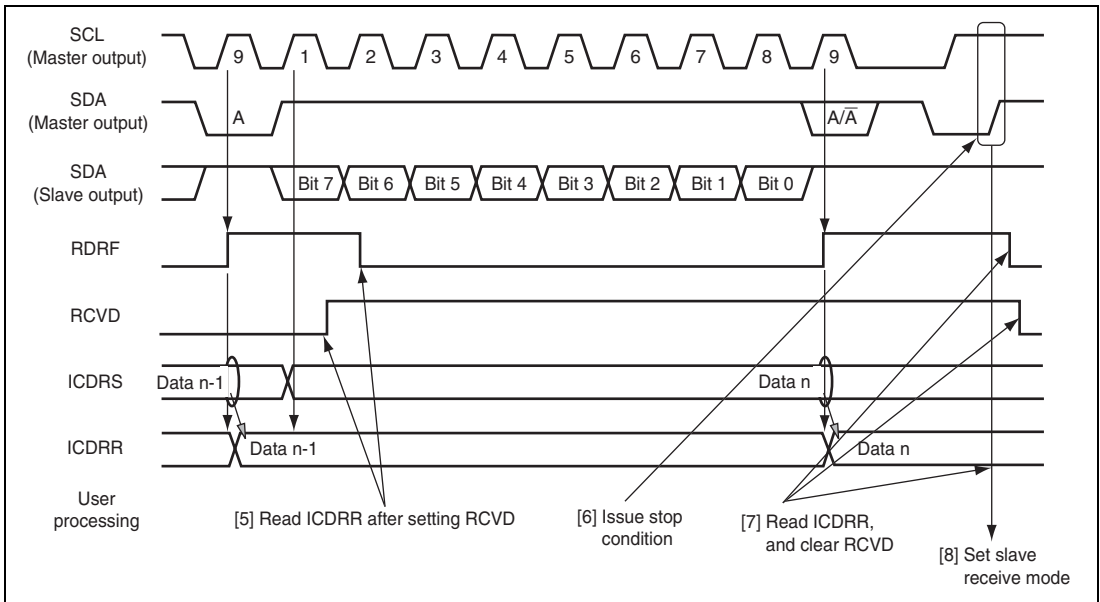 SCL
(Master output)
9 1 2 3 4 5 6 7 8 9
SDA
(Master output)
A A/A̅
SDA
(Slave output)
Bit 7 Bit 6 Bit 5 Bit 4 Bit 3 Bit 2 Bit 1 Bit 0
RDRF
RCVD
ICDRS
Data n-1 Data n
ICDRR
Data n-1 Data n
User
processing
[5] Read ICDRR after setting RCVD
[6] Issue stop
condition
[7] Read ICDRR,
and clear RCVD
[8] Set slave
receive mode